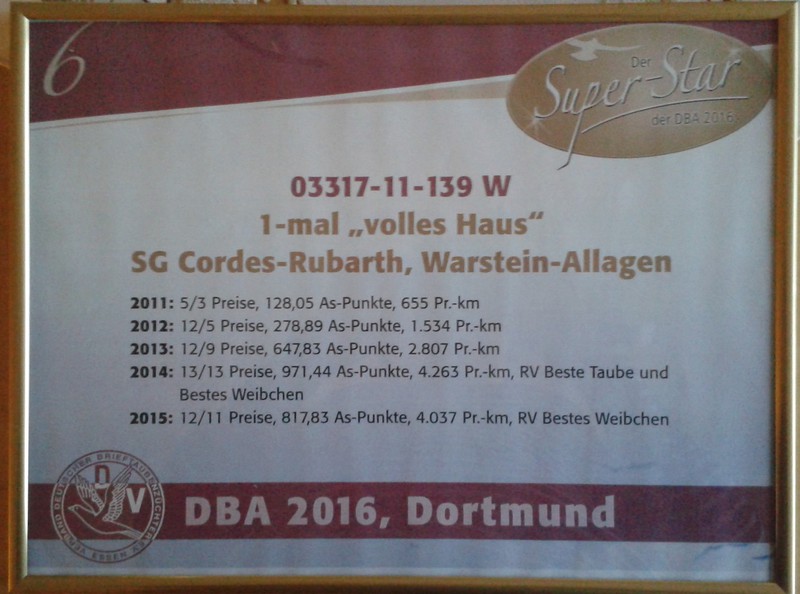 6
Der
Super-Star
der DBA 2016
03317-11-139 W
1-mal „volles Haus“
SG Cordes-Rubarth, Warstein-Allagen
2011: 5/3 Preise, 128,05 As-Punkte, 655 Pr.-km
2012: 12/5 Preise, 278,89 As-Punkte, 1.534 Pr.-km
2013: 12/9 Preise, 647,83 As-Punkte, 2.807 Pr.-km
2014: 13/13 Preise, 971,44 As-Punkte, 4.263 Pr.-km, RV Beste Taube und
Bestes Weibchen
2015: 12/11 Preise, 817,83 As-Punkte, 4.037 Pr.-km, RV Bestes Weibchen
VERBAND DEUTSCHER BRIEFTAUBENZÜCHTER E.V.
D
V
ESSEN
DBA 2016, Dortmund